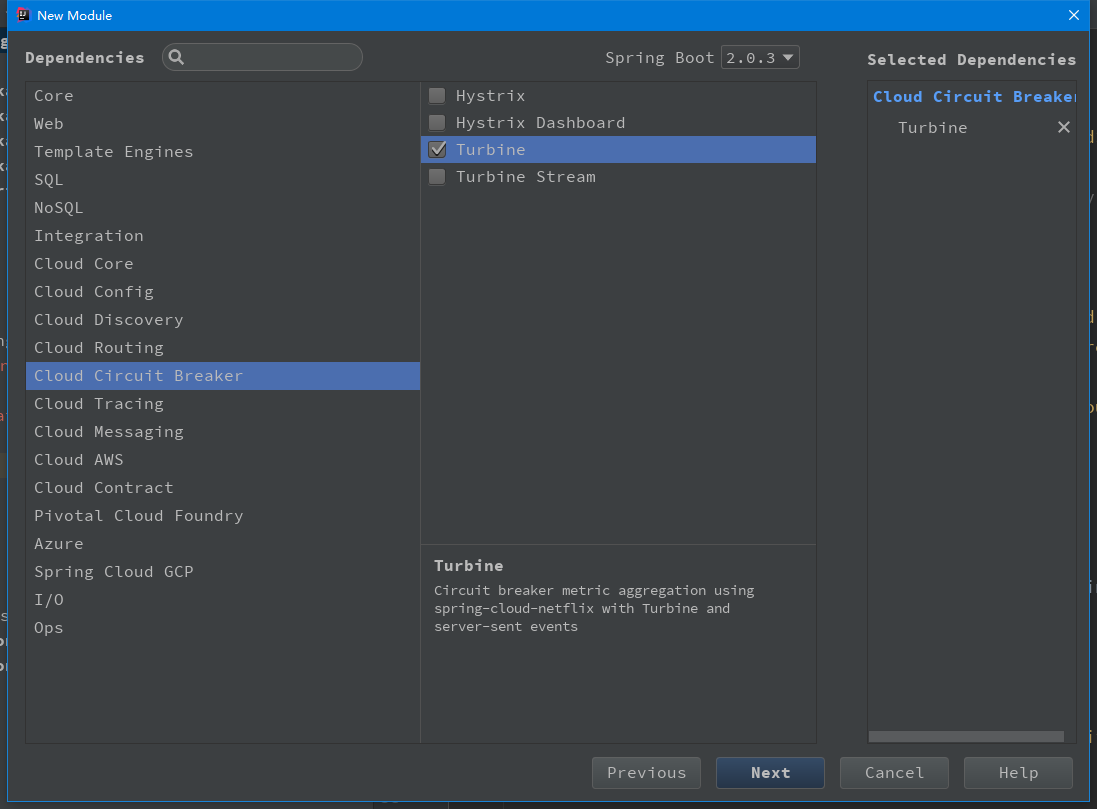 New Module
Dependencies
Spring Boot 2.0.3
Selected Dependencies
Core
Web
Template Engines
SQL
NoSQL
Integration
Cloud Core
Cloud Config
Cloud Discovery
Cloud Routing
Cloud Circuit Breaker
Cloud Tracing
Cloud Messaging
Cloud AWS
Cloud Contract
Pivotal Cloud Foundry
Azure
Spring Cloud GCP
I/O
Ops
Hystrix
Hystrix Dashboard
Turbine
Turbine Stream
Turbine
Circuit breaker metric aggregation using
spring-cloud-netflix with Turbine and
server-sent events
Cloud Circuit Breaker
Turbine
Previous
Next
Cancel
Help